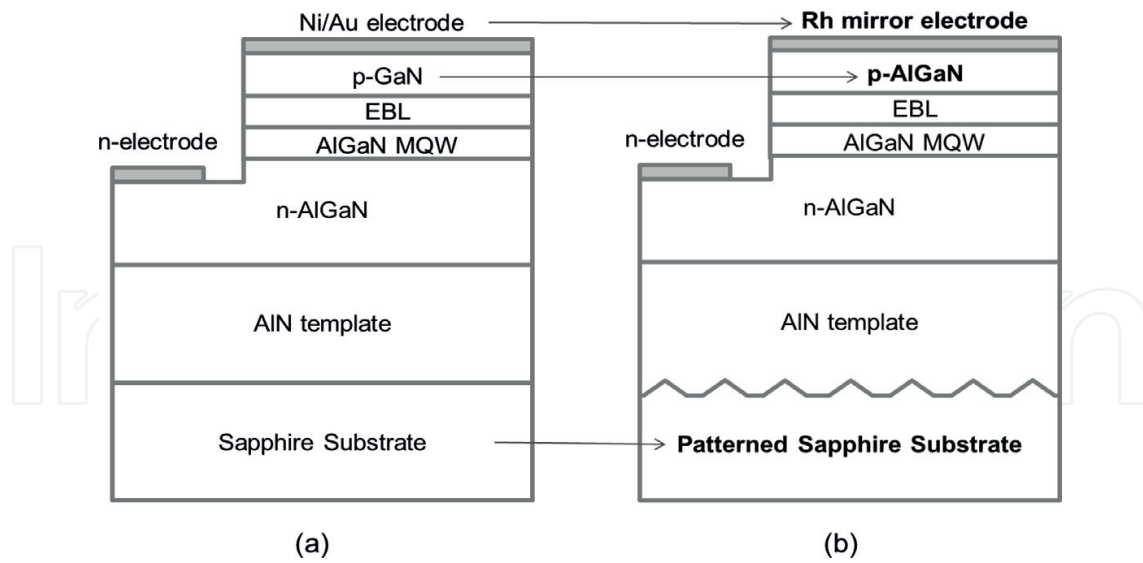 Ni/Au electrode
Rh mirror electrode
p-GaN
p-AlGaN
EBL
EBL
n-electrode
AlGaN MQW
n-electrode
AlGaN MQW
n-AlGaN
n-AlGaN
AlN template
AlN template
Sapphire Substrate
Patterned Sapphire Substrate
(a)
(b)